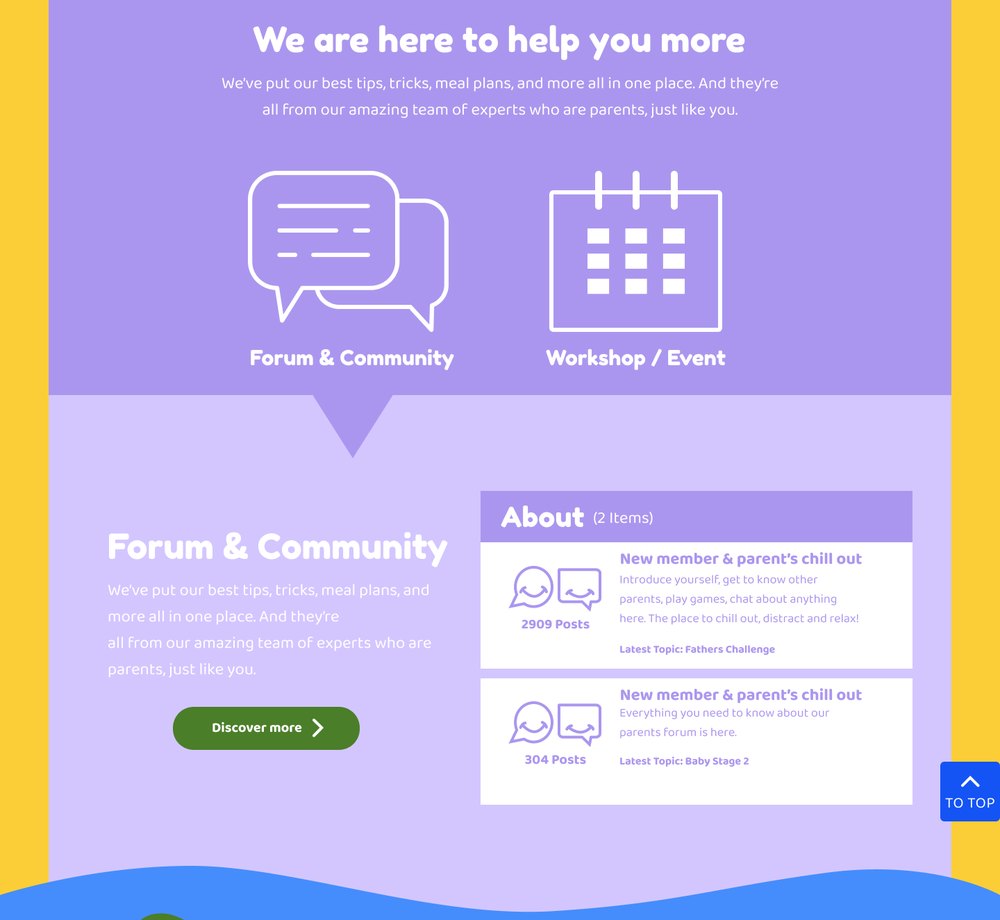 We are here to help you more
We've put our best tips, tricks, meal plans, and more all in one place. And they're
all from our amazing team of experts who are parents, just like you.
Forum & Community
Workshop / Event
Forum & Community
We've put our best tips, tricks, meal plans, and
more all in one place. And they're
all from our amazing team of experts who are
parents, just like you.
Discover more
About (2 Items)
New member & parent's chill out
Introduce yourself, get to know other
parents, play games, chat about anything
here. The place to chill out, distract and relax!
2909 Posts
Latest Topic: Fathers Challenge
New member & parent's chill out
Everything you need to know about our
parents forum is here.
304 Posts
Latest Topic: Baby Stage 2
TO TOP